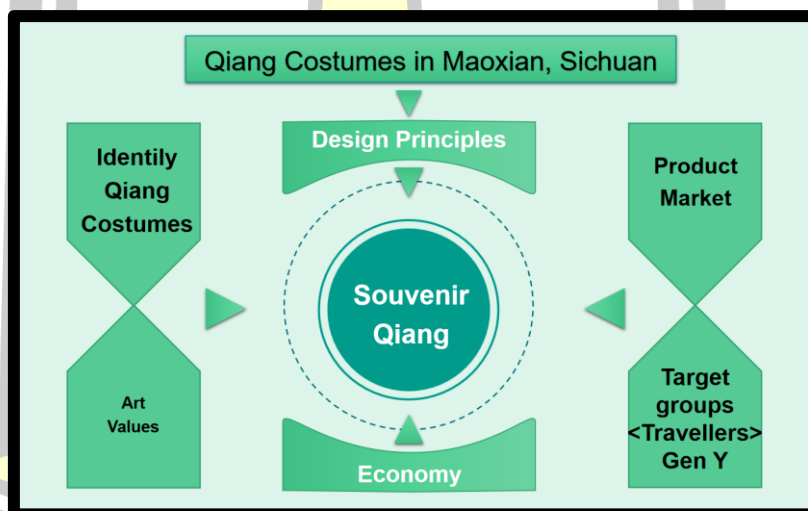 Qiang Costumes in Maoxian, Sichuan
Design Principles
Identily
Qiang
Costumes
Product
Market
Souvenir
Qiang
Art
Values
Target
groups
<Travellers>
Gen Y
Economy